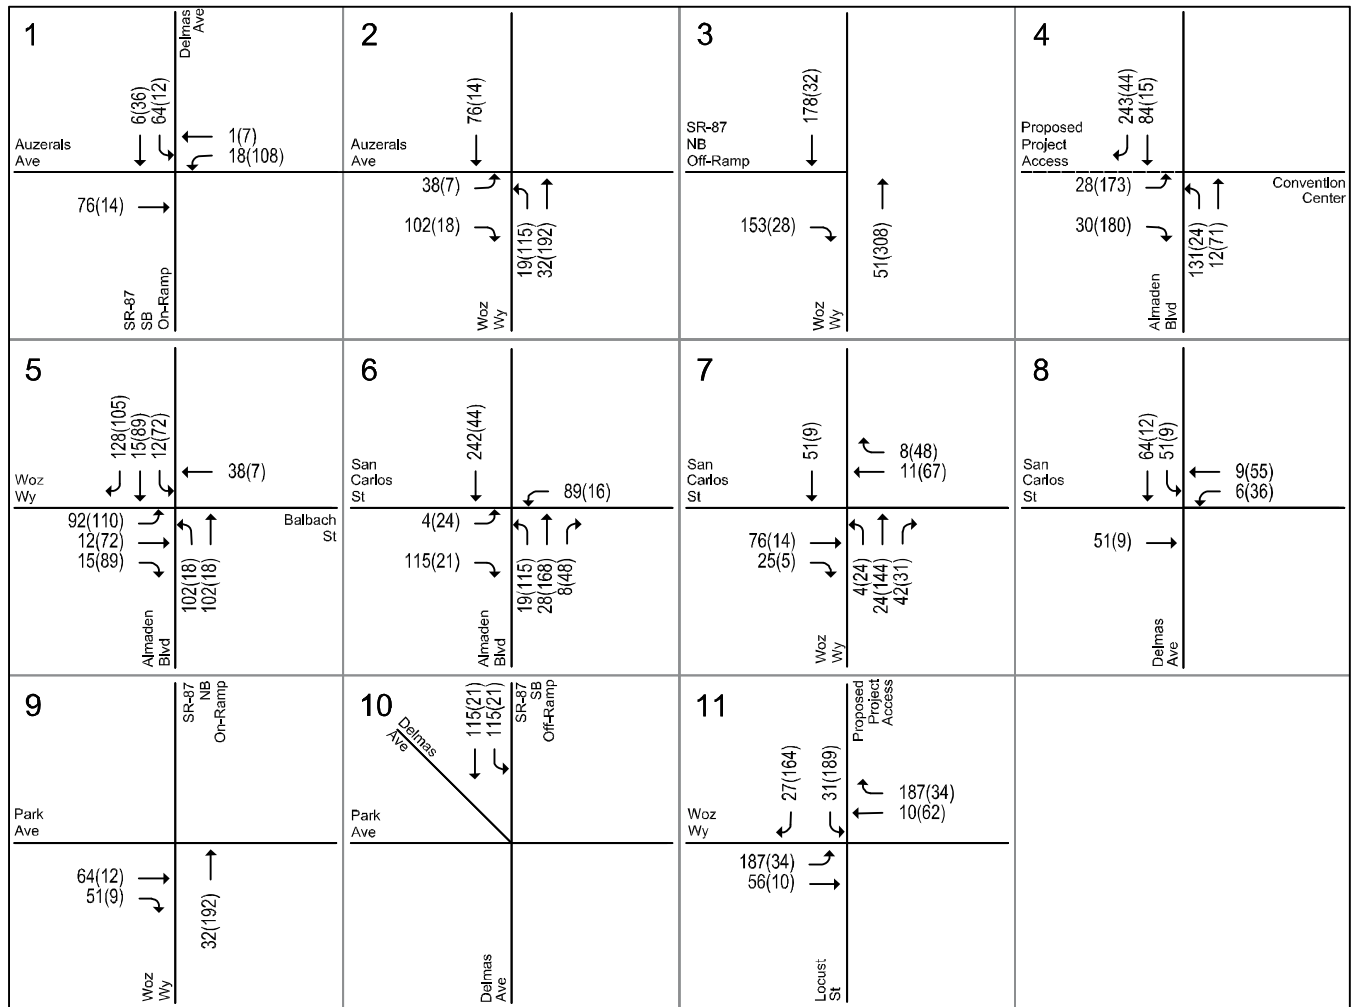 1
Delmas
Ave
6(36)
64(12)
1(7)
18(108)
Auzerals
Ave
76(14)
SR-87
SB
On-Ramp
2
76(14)
Auzerals
Ave
38(7)
102(18)
19(115)
32(192)
Woz
Wy
3
178(32)
SR-87
NB
Off-Ramp
153(28)
51(308)
Woz
Wy
4
243(44)
84(15)
Proposed
Project
Access
28(173)
Convention
Center
30(180)
131(24)
12(71)
Almaden
Blvd
5
128(105)
15(89)
12(72)
Woz
Wy
38(7)
92(110)
12(72)
15(89)
Balbach
St
102(18)
102(18)
Almaden
Blvd
6
242(44)
San
Carlos
St
89(16)
4(24)
115(21)
19(115)
28(168)
8(48)
Almaden
Blvd
7
51(9)
8(48)
11(67)
San
Carlos
St
76(14)
25(5)
4(24)
24(144)
42(31)
Woz
Wy
8
64(12)
51(9)
San
Carlos
St
9(55)
6(36)
51(9)
Delmas
Ave
9
SR-87
NB
On-Ramp
Park
Ave
64(12)
51(9)
32(192)
Woz
Wy
10
Delmas
Ave
115(21)
115(21)
SR-87
SB
Off-Ramp
Park
Ave
Delmas
Ave
11
Proposed
Project
Access
27(164)
31(189)
187(34)
10(62)
Woz
Wy
187(34)
56(10)
Locust
St